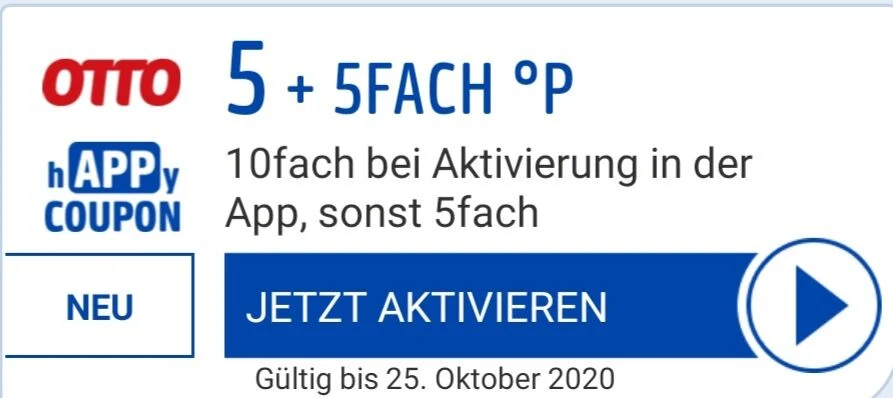 OTTO
5 + 5FACH °P
hAPPy
COUPON
10fach bei Aktivierung in der
App, sonst 5fach
NEU
JETZT AKTIVIEREN
Gültig bis 25. Oktober 2020